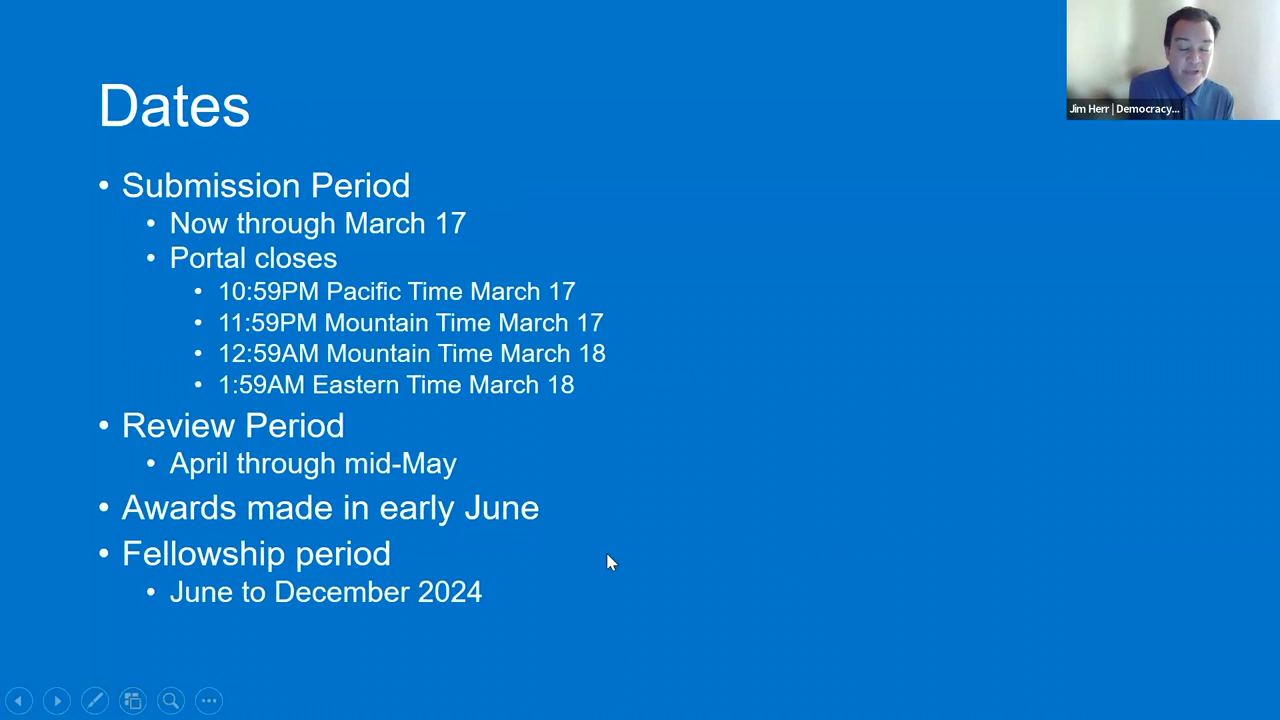 Jim Herr | Democracy...
Dates
• Submission Period
• Now through March 17
• Portal closes
• 10:59PM Pacific Time March 17
• 11:59PM Mountain Time March 17
• 12:59AM Mountain Time March 18
• 1:59AM Eastern Time March 18
• Review Period
• April through mid-May
• Awards made in early June
• Fellowship period
• June to December 2024